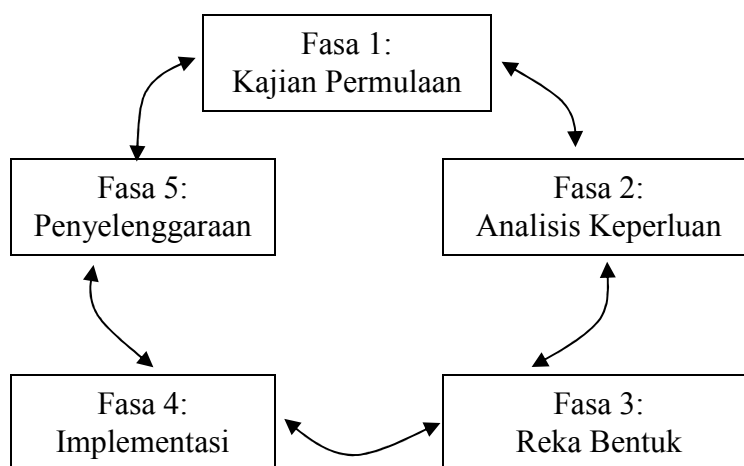 Fasa 1:
Kajian Permulaan
Fasa 2:
Analisis Keperluan
Fasa 3:
Reka Bentuk
Fasa 4:
Implementasi
Fasa 5:
Penyelenggaraan